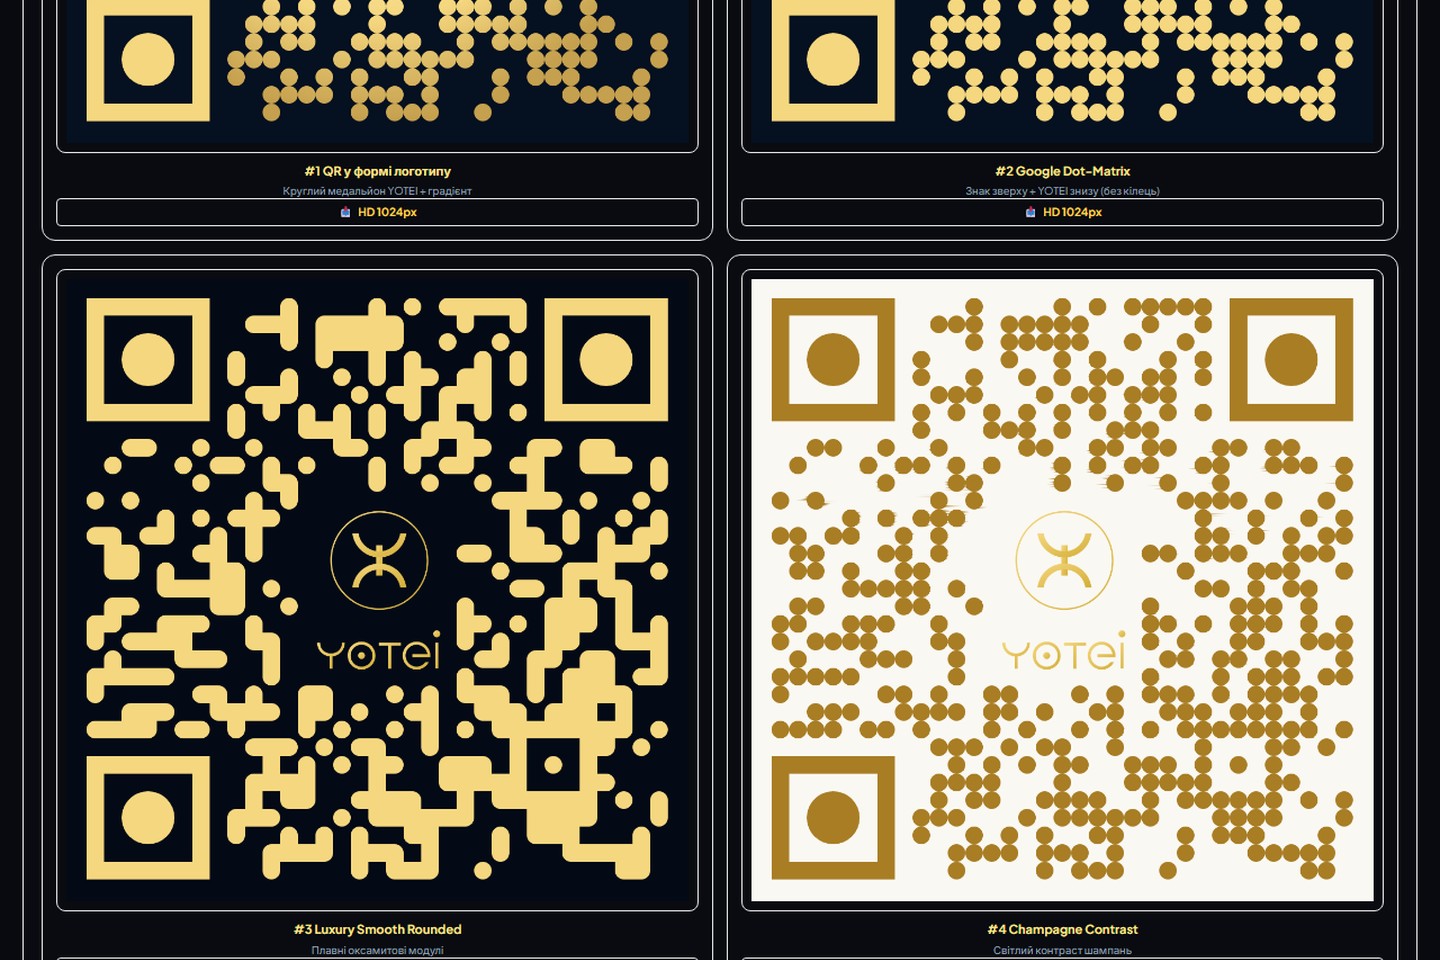 #1 QR у формі логотипу
Круглий медальйон YOTEI + градієнт
HD 1024px
#2 Google Dot-Matrix
Знак зверху + YOTEI знизу (без кілець)
HD 1024px
YOTEi
YOTEi
#3 Luxury Smooth Rounded
Плавні оксамитові модулі
#4 Champagne Contrast
Світлий контраст шампань